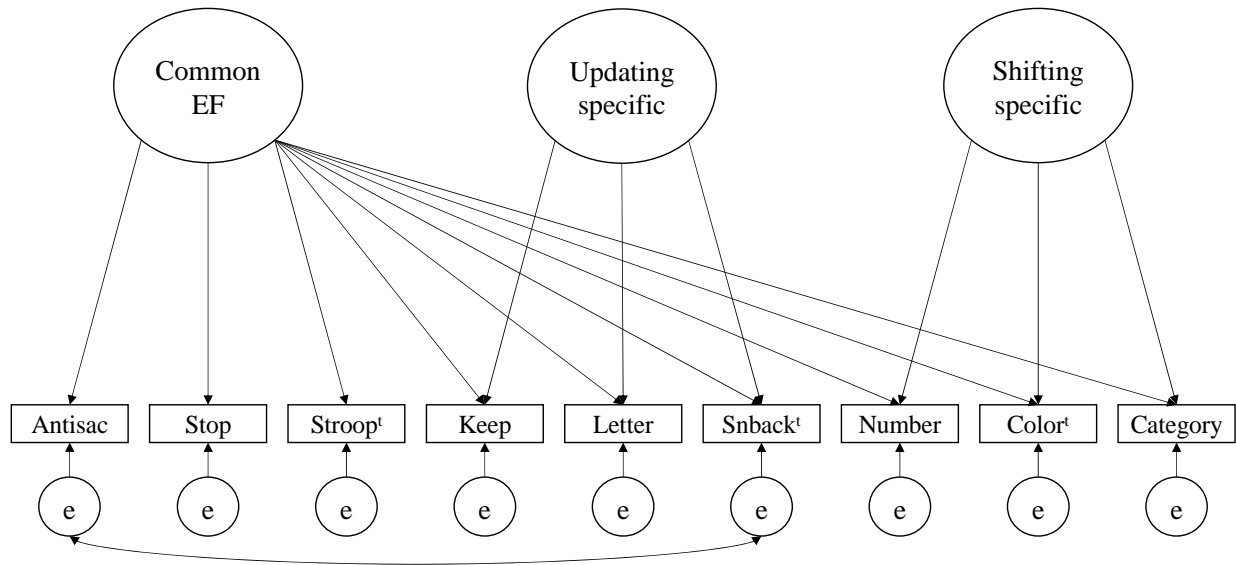 Common
EF
Updating
specific
Shifting
specific
Antisac
Stop
Stroopᵗ
Keep
Letter
Snbackᵗ
Number
Colorᵗ
Category
e
e
e
e
e
e
e
e
e